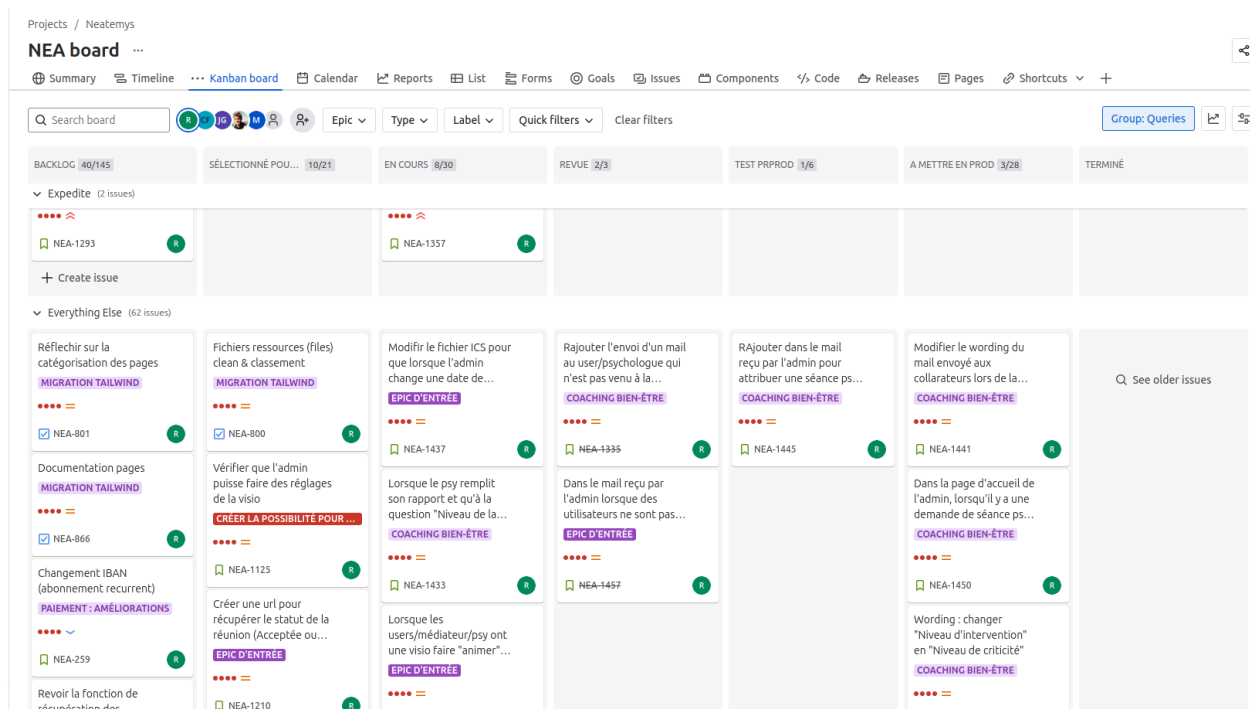 Projects / Neatemys
NEA board ...
Summary Timeline Kanban board Calendar Reports List Forms Goals Issues Components Code Releases Pages Shortcuts
Search board R CF JG M Epic Type Label Quick filters Clear filters Group: Queries
BACKLOG 40/145 SÉLECTIONNÉ POU... 10/21 EN COURS 8/30 REVUE 2/3 TEST PRPROD 1/6 A METTRE EN PROD 3/28 TERMINÉ
Expedite (2 issues)
NEA-1293 R
Create issue
NEA-1357 R
Everything Else (62 issues)
Réflechir sur la
catégorisation des pages
MIGRATION TAILWIND
NEA-801 R
Documentation pages
MIGRATION TAILWIND
NEA-866 R
Changement IBAN
(abonnement recurrent)
PAIEMENT : AMÉLIORATIONS
NEA-259 R
Revoir la fonction de
récupération des
Fichiers ressources (files)
clean & classement
MIGRATION TAILWIND
NEA-800 R
Vérifier que l'admin
puisse faire des réglages
de la visio
CRÉER LA POSSIBILITÉ POUR ...
NEA-1125 R
Créer une url pour
récupérer le statut de la
réunion (Acceptée ou...
EPIC D'ENTRÉE
NEA-1210 R
Modifir le fichier ICS pour
que lorsque l'admin
change une date de...
EPIC D'ENTRÉE
NEA-1437 R
Lorsque le psy remplit
son rapport et qu'à la
question "Niveau de la...
COACHING BIEN-ÊTRE
NEA-1433 R
Lorsque les
users/médiateur/psy ont
une visio faire "animer"...
EPIC D'ENTRÉE
Rajouter l'envoi d'un mail
au user/psychologue qui
n'est pas venu à la...
COACHING BIEN-ÊTRE
NEA-1335 R
Dans le mail reçu par
l'admin lorsque des
utilisateurs ne sont pas...
EPIC D'ENTRÉE
NEA-1457 R
RAjouter dans le mail
reçu par l'admin pour
attribuer une séance ps...
COACHING BIEN-ÊTRE
NEA-1445 R
Modifier le wording du
mail envoyé aux
collarateurs lors de la...
COACHING BIEN-ÊTRE
NEA-1441 R
Dans la page d'accueil de
l'admin, lorsqu'il y a une
demande de séance ps...
COACHING BIEN-ÊTRE
NEA-1450 R
Wording : changer
"Niveau d'intervention"
en "Niveau de criticité"
COACHING BIEN-ÊTRE
See older issues